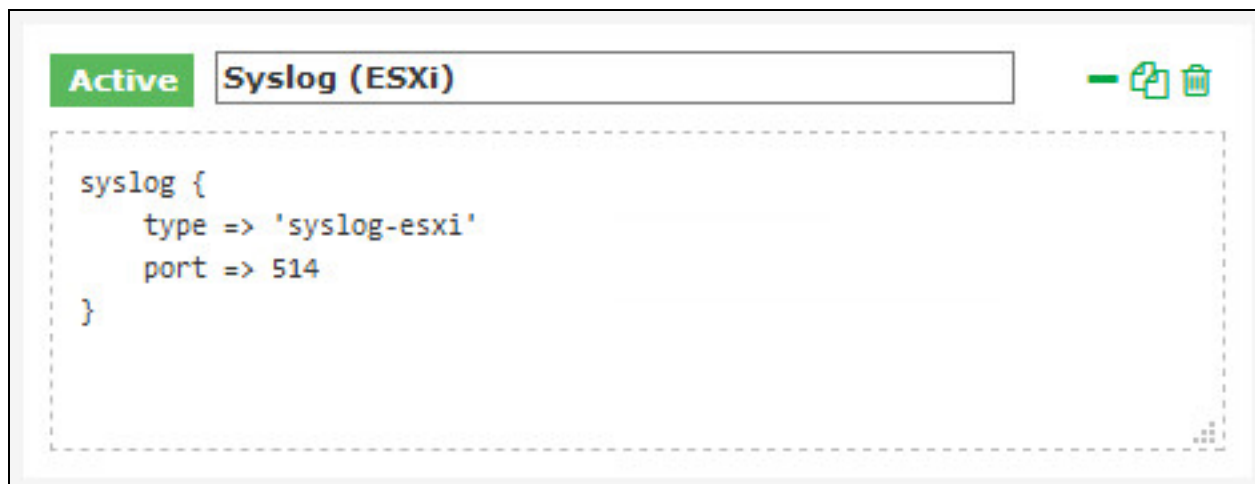 Active Syslog (ESXi)
syslog {
    type => 'syslog-esxi'
    port => 514
}